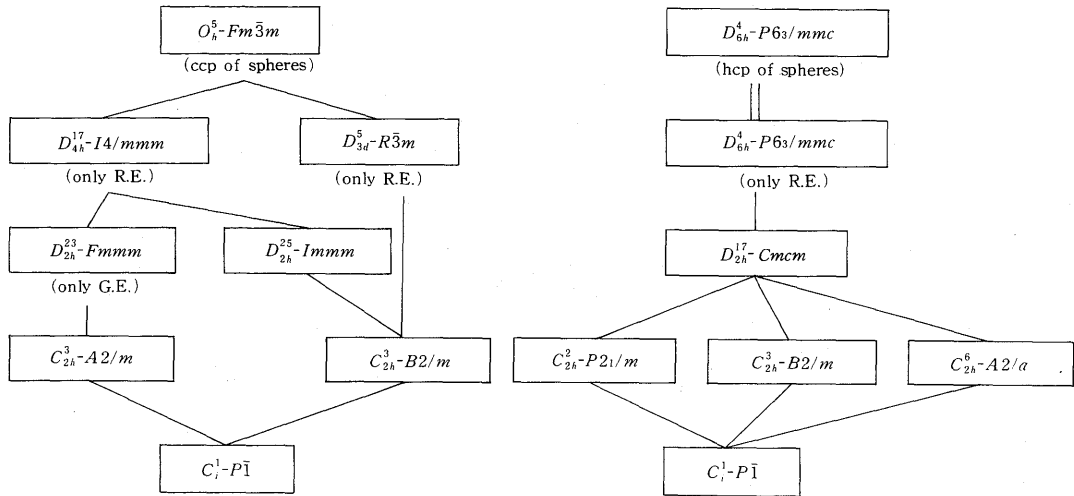 O_h^5-Fm3̄m
(ccp of spheres)
D_{4h}^{17}-I4/mmm
(only R.E.)
D_{3d}^5-R3̄m
(only R.E.)
D_{2h}^{23}-Fmmm
(only G.E.)
D_{2h}^{25}-Immm
C_{2h}^3-A2/m
C_{2h}^3-B2/m
C_i^1-P1̄
D_{6h}^4-P6₃/mmc
(hcp of spheres)
D_{6h}^4-P6₃/mmc
(only R.E.)
D_{2h}^{17}-Cmcm
C_{2h}^2-P2₁/m
C_{2h}^3-B2/m
C_{2h}^6-A2/a
C_i^1-P1̄